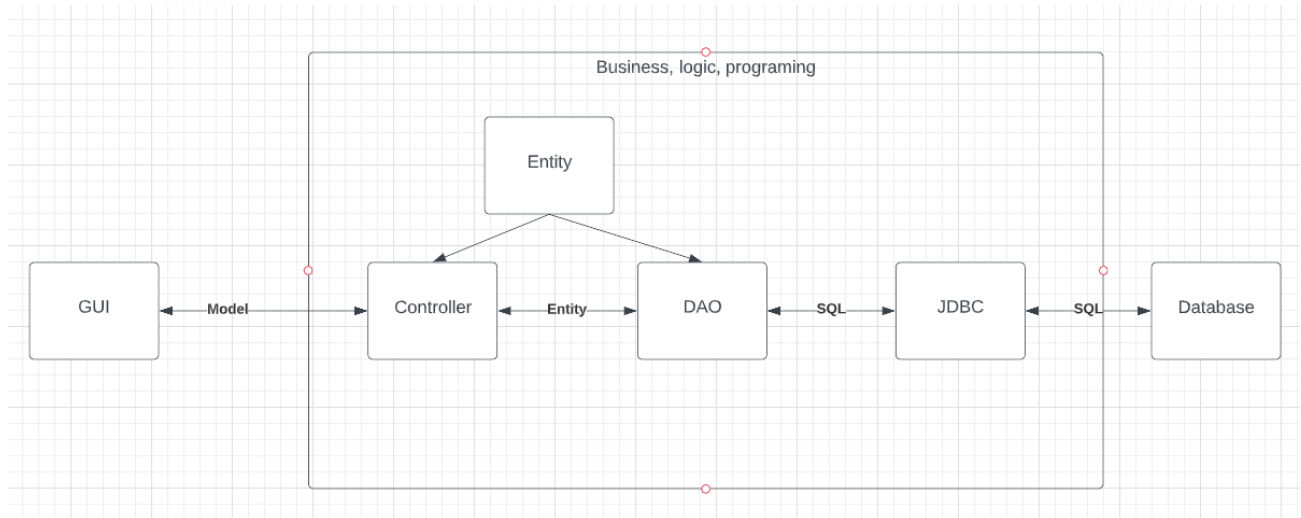 Business, logic, programing
Entity
GUI
Model
Controller
Entity
DAO
SQL
JDBC
SQL
Database